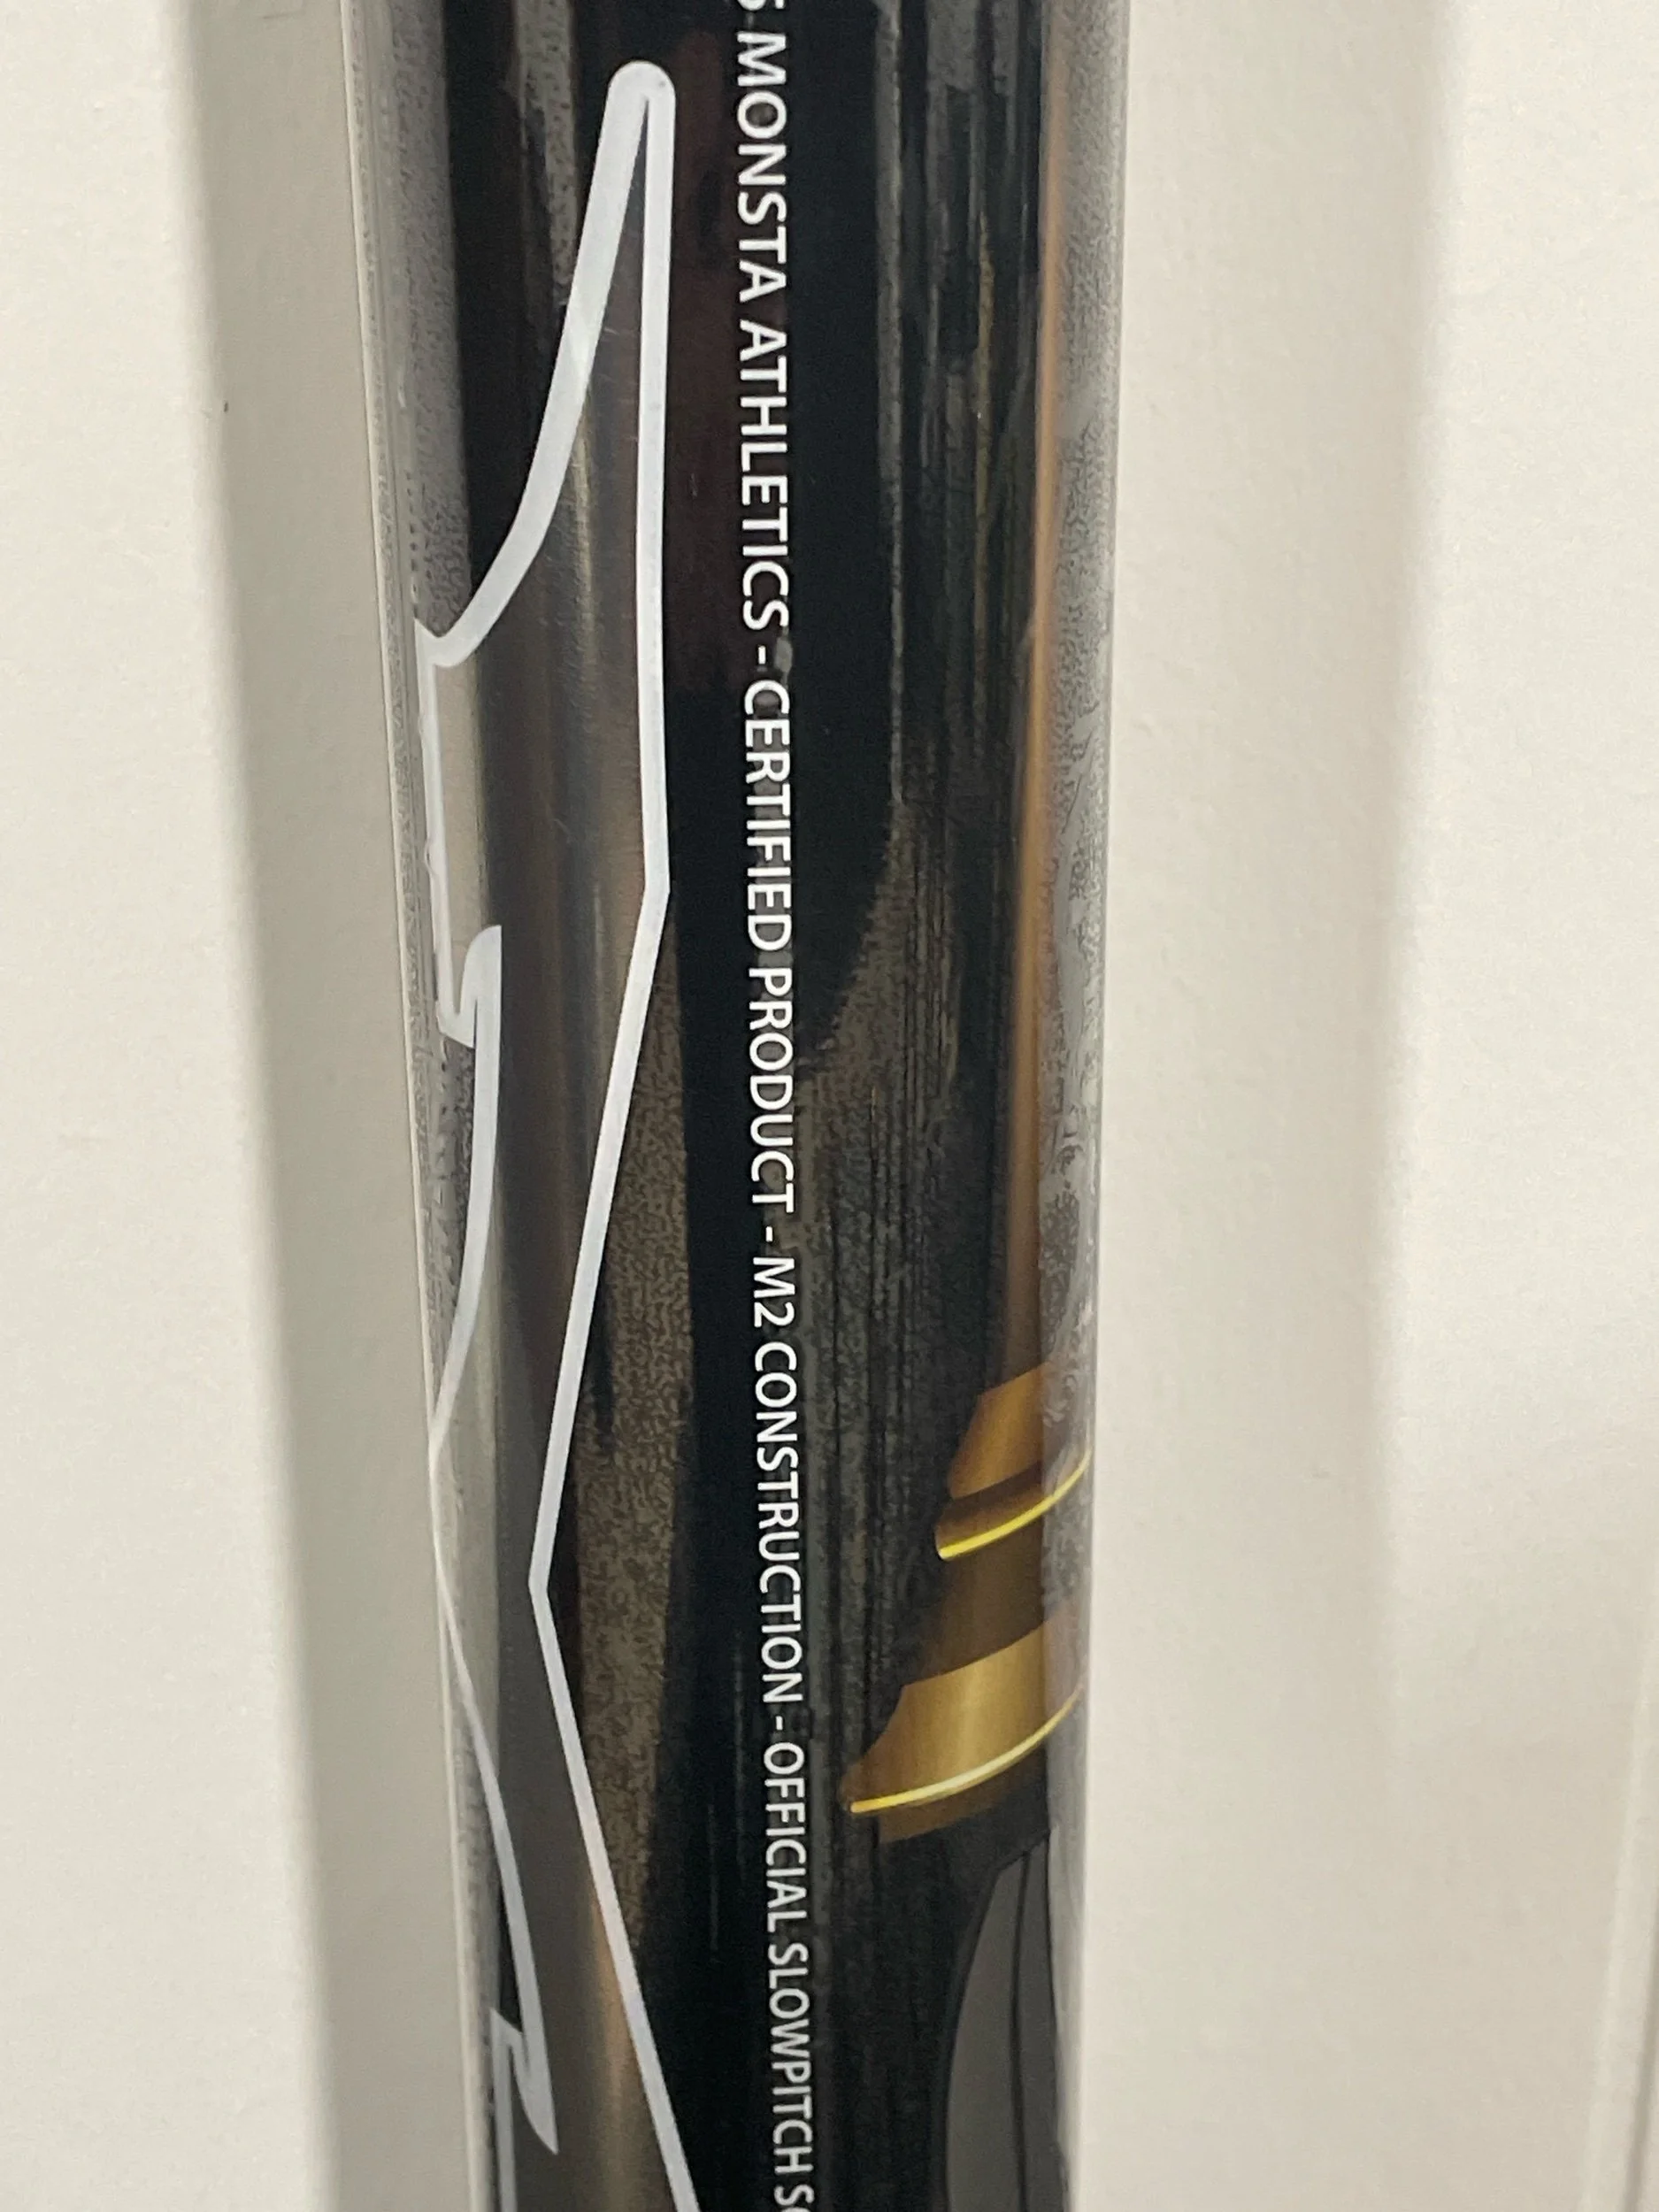 MONSTA ATHLETICS - CERTIFIED PRODUCT - M2 CONSTRUCTION - OFFICIAL SLOWPITCH